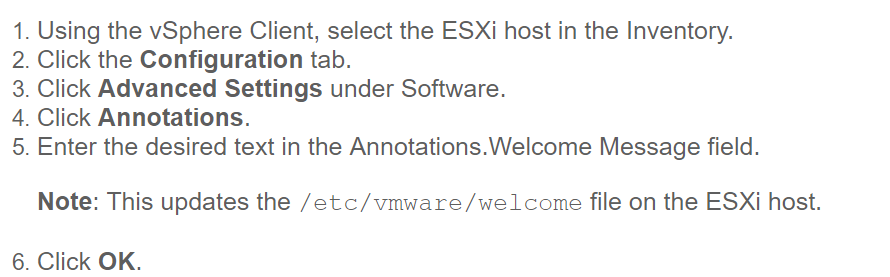 1. Using the vSphere Client, select the ESXi host in the Inventory.
2. Click the Configuration tab.
3. Click Advanced Settings under Software.
4. Click Annotations.
5. Enter the desired text in the Annotations.Welcome Message field.
Note: This updates the /etc/vmware/welcome file on the ESXi host.
6. Click OK.